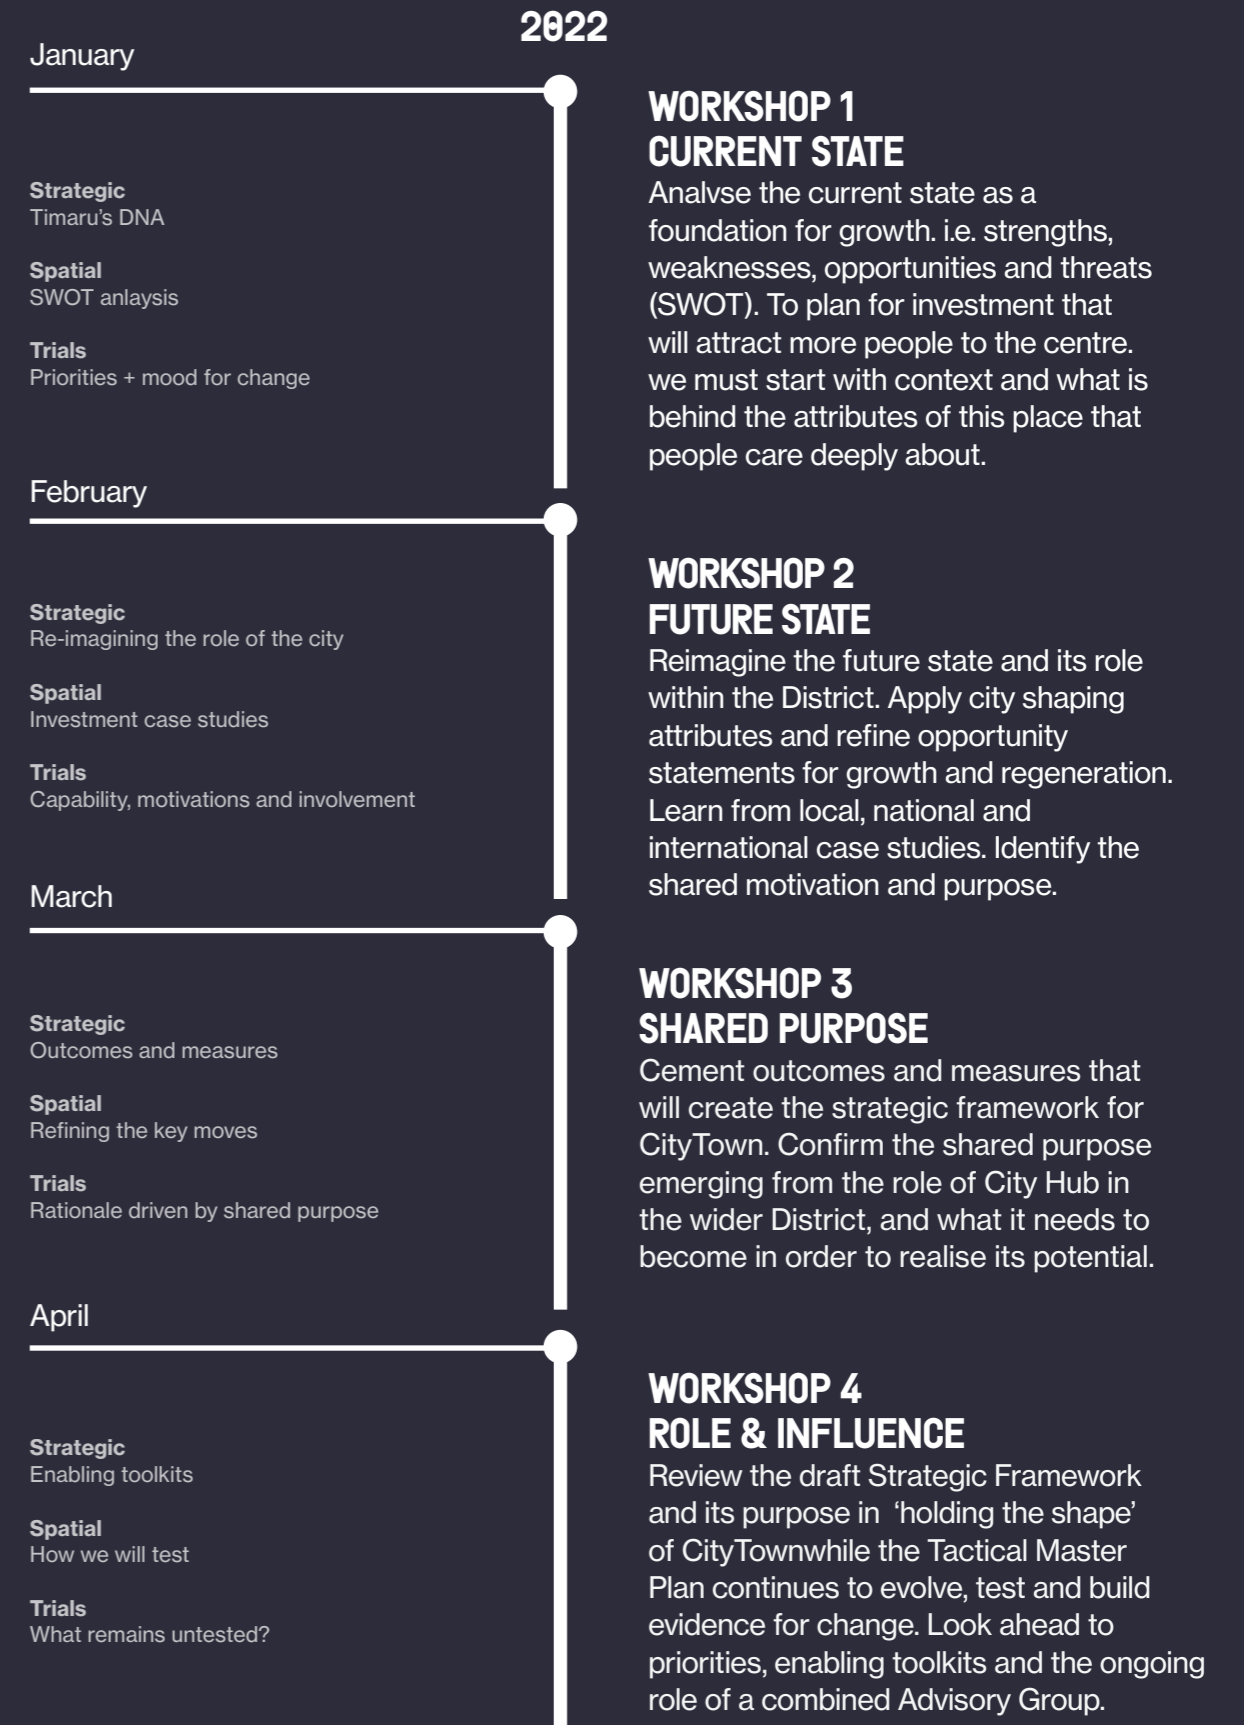 2022
January
WORKSHOP 1
CURRENT STATE
Analvse the current state as a
foundation for growth. i.e. strengths,
weaknesses, opportunities and threats
(SWOT). To plan for investment that
will attract more people to the centre.
we must start with context and what is
behind the attributes of this place that
people care deeply about.
Strategic
Timaru's DNA
Spatial
SWOT anlaysis
Trials
Priorities + mood for change
February
WORKSHOP 2
FUTURE STATE
Reimagine the future state and its role
within the District. Apply city shaping
attributes and refine opportunity
statements for growth and regeneration.
Learn from local, national and
international case studies. Identify the
shared motivation and purpose.
Strategic
Re-imagining the role of the city
Spatial
Investment case studies
Trials
Capability, motivations and involvement
March
WORKSHOP 3
SHARED PURPOSE
Cement outcomes and measures that
will create the strategic framework for
CityTown. Confirm the shared purpose
emerging from the role of City Hub in
the wider District, and what it needs to
become in order to realise its potential.
Strategic
Outcomes and measures
Spatial
Refining the key moves
Trials
Rationale driven by shared purpose
April
WORKSHOP 4
ROLE & INFLUENCE
Review the draft Strategic Framework
and its purpose in ‘holding the shape’
of CityTownwhile the Tactical Master
Plan continues to evolve, test and build
evidence for change. Look ahead to
priorities, enabling toolkits and the ongoing
role of a combined Advisory Group.
Strategic
Enabling toolkits
Spatial
How we will test
Trials
What remains untested?